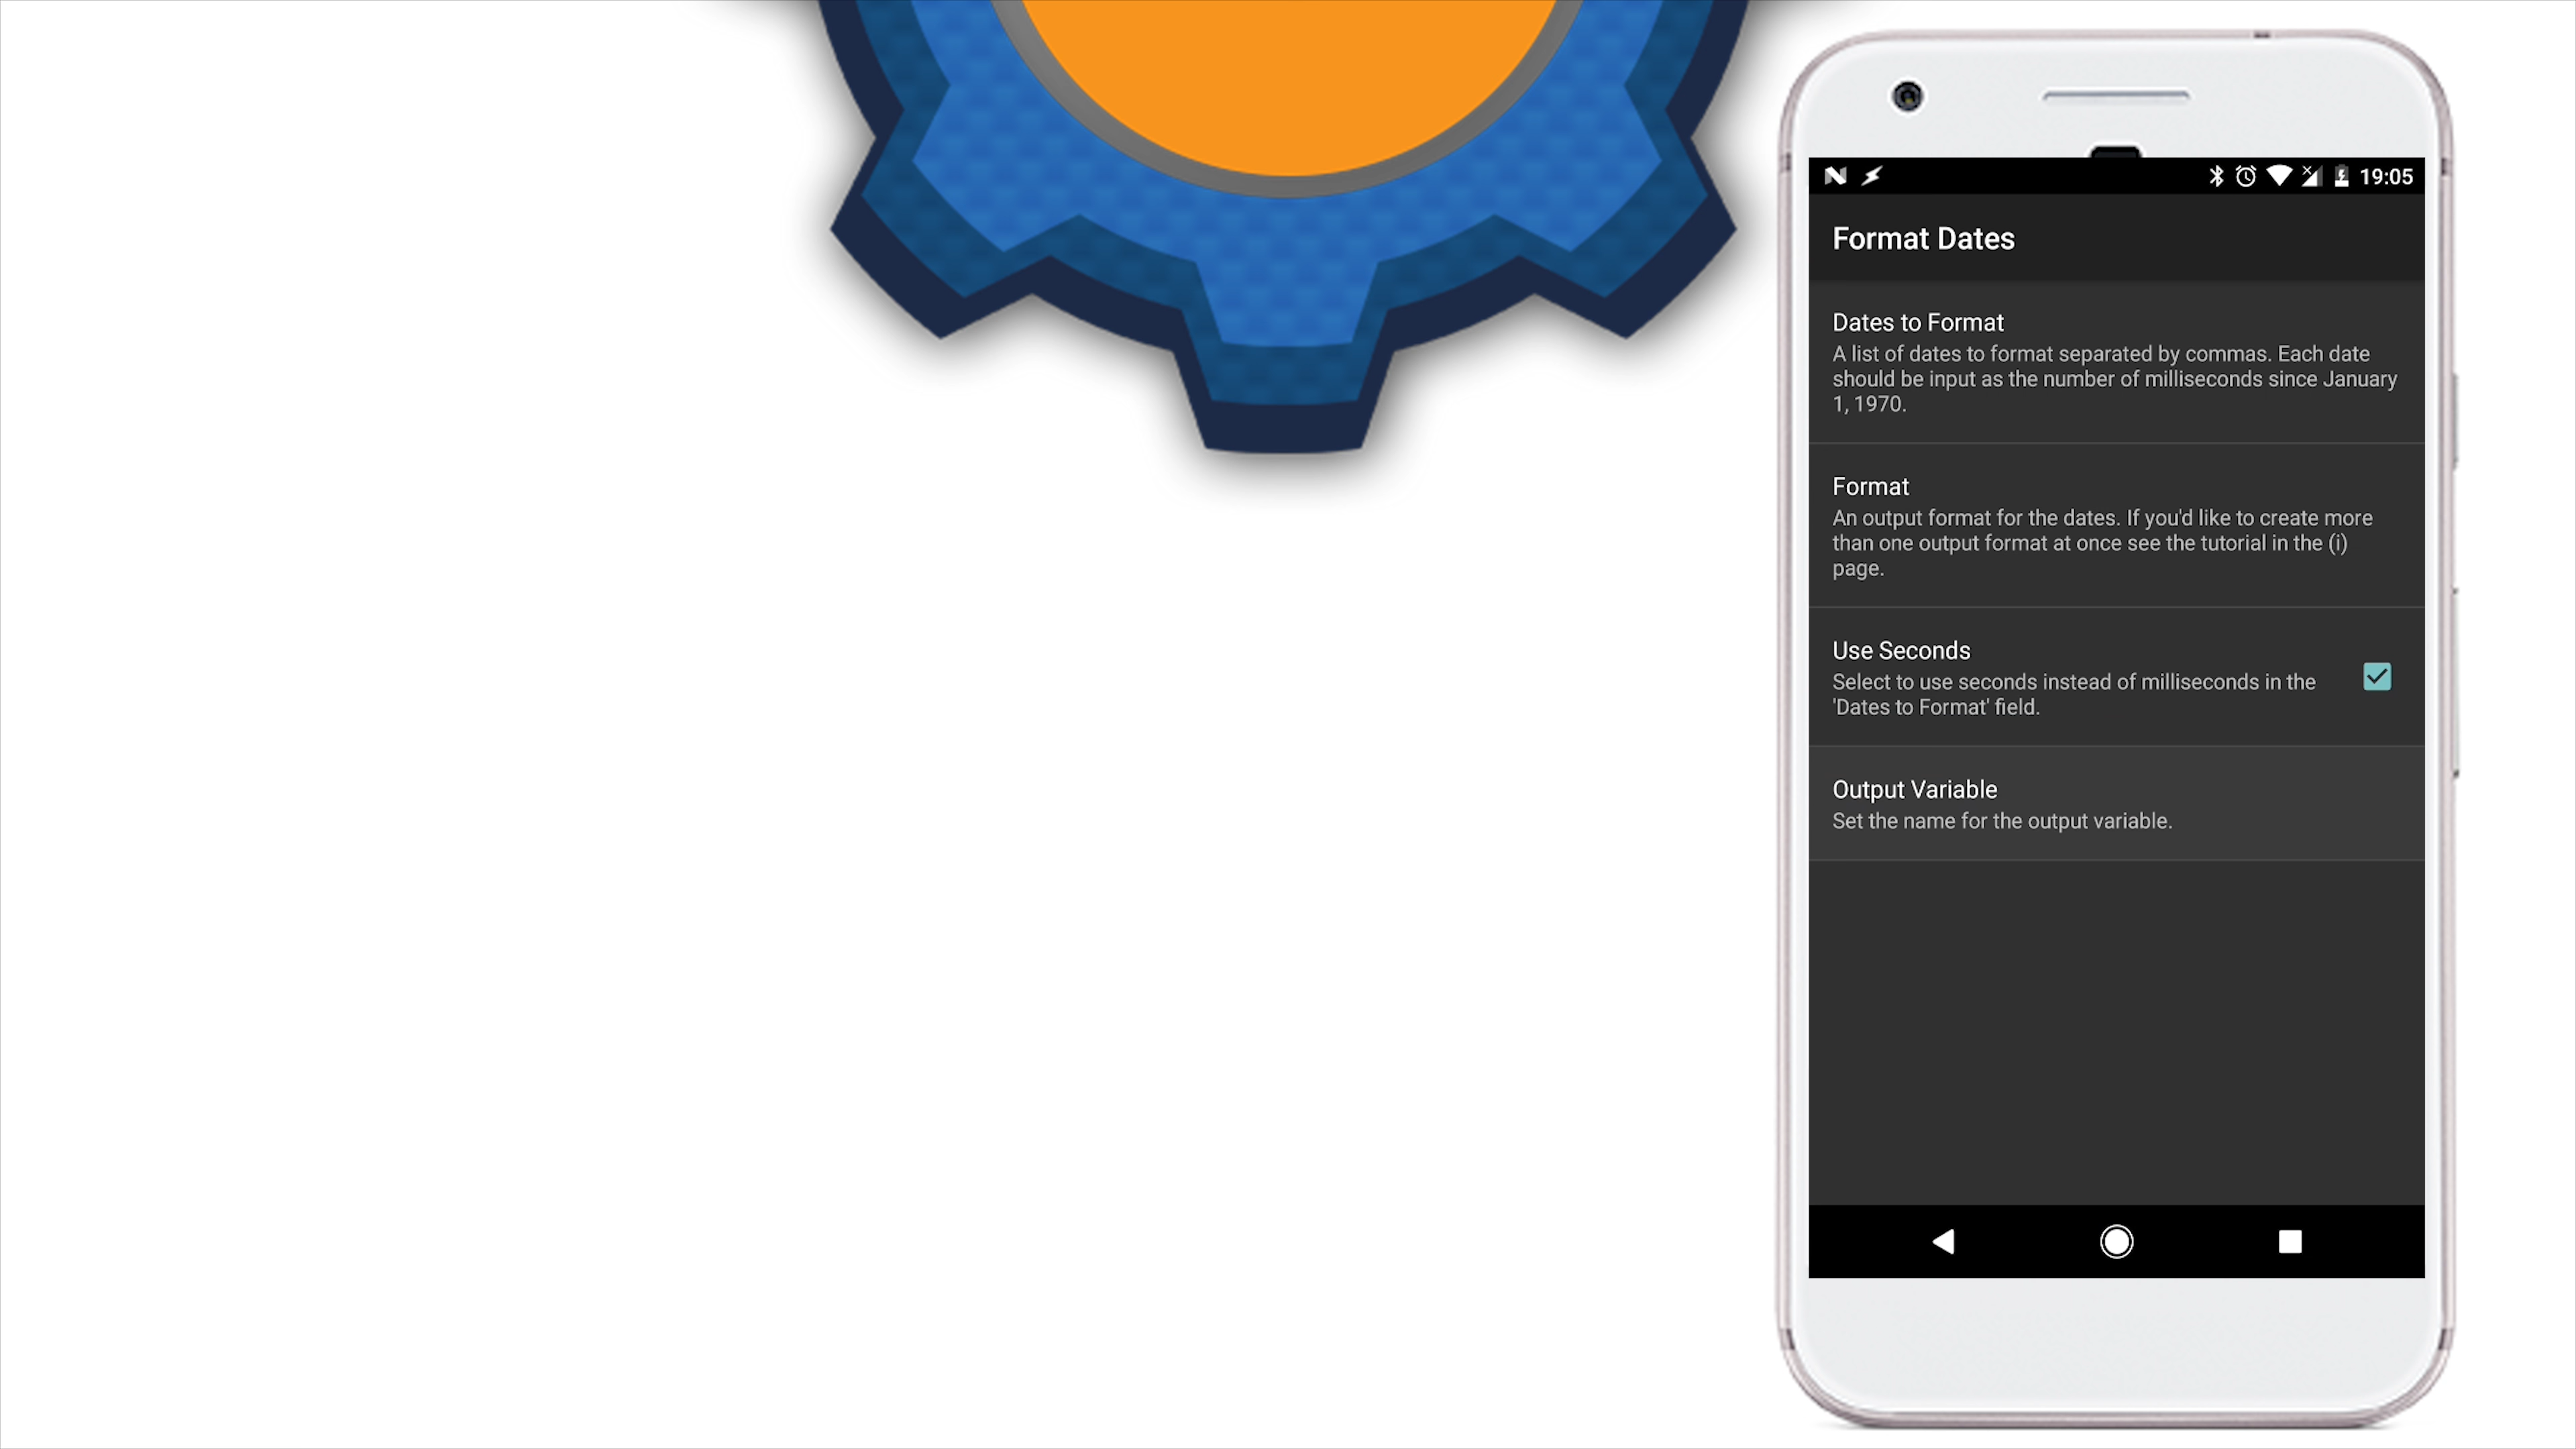 19:05
Format Dates
Dates to Format
A list of dates to format separated by commas. Each date
should be input as the number of milliseconds since January
1, 1970.
Format
An output format for the dates. If you'd like to create more
than one output format at once see the tutorial in the (i)
page.
Use Seconds
Select to use seconds instead of milliseconds in the
'Dates to Format' field.
Output Variable
Set the name for the output variable.